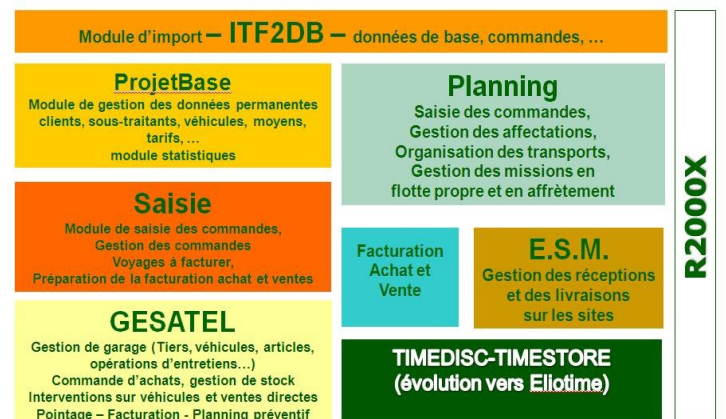 Module d'import – ITF2DB – données de base, commandes, ...
ProjetBase
Module de gestion des données permanentes
clients, sous-traitants, véhicules, moyens,
tarifs, ...
module statistiques
Planning
Saisie des commandes,
Gestion des affectations,
Organisation des transports,
Gestion des missions en
flotte propre et en affrètement
Saisie
Module de saisie des commandes,
Gestion des commandes
Voyages à facturer,
Préparation de la facturation achat et ventes
Facturation
Achat et
Vente
E.S.M.
Gestion des réceptions
et des livraisons
sur les sites
GESATEL
Gestion de garage (Tiers, véhicules, articles,
opérations d'entretiens...)
Commande d'achats, gestion de stock
Interventions sur véhicules et ventes directes
Pointage – Facturation - Planning préventif
TIMEDISC-TIMESTORE
(évolution vers Eliotime)
R2000X